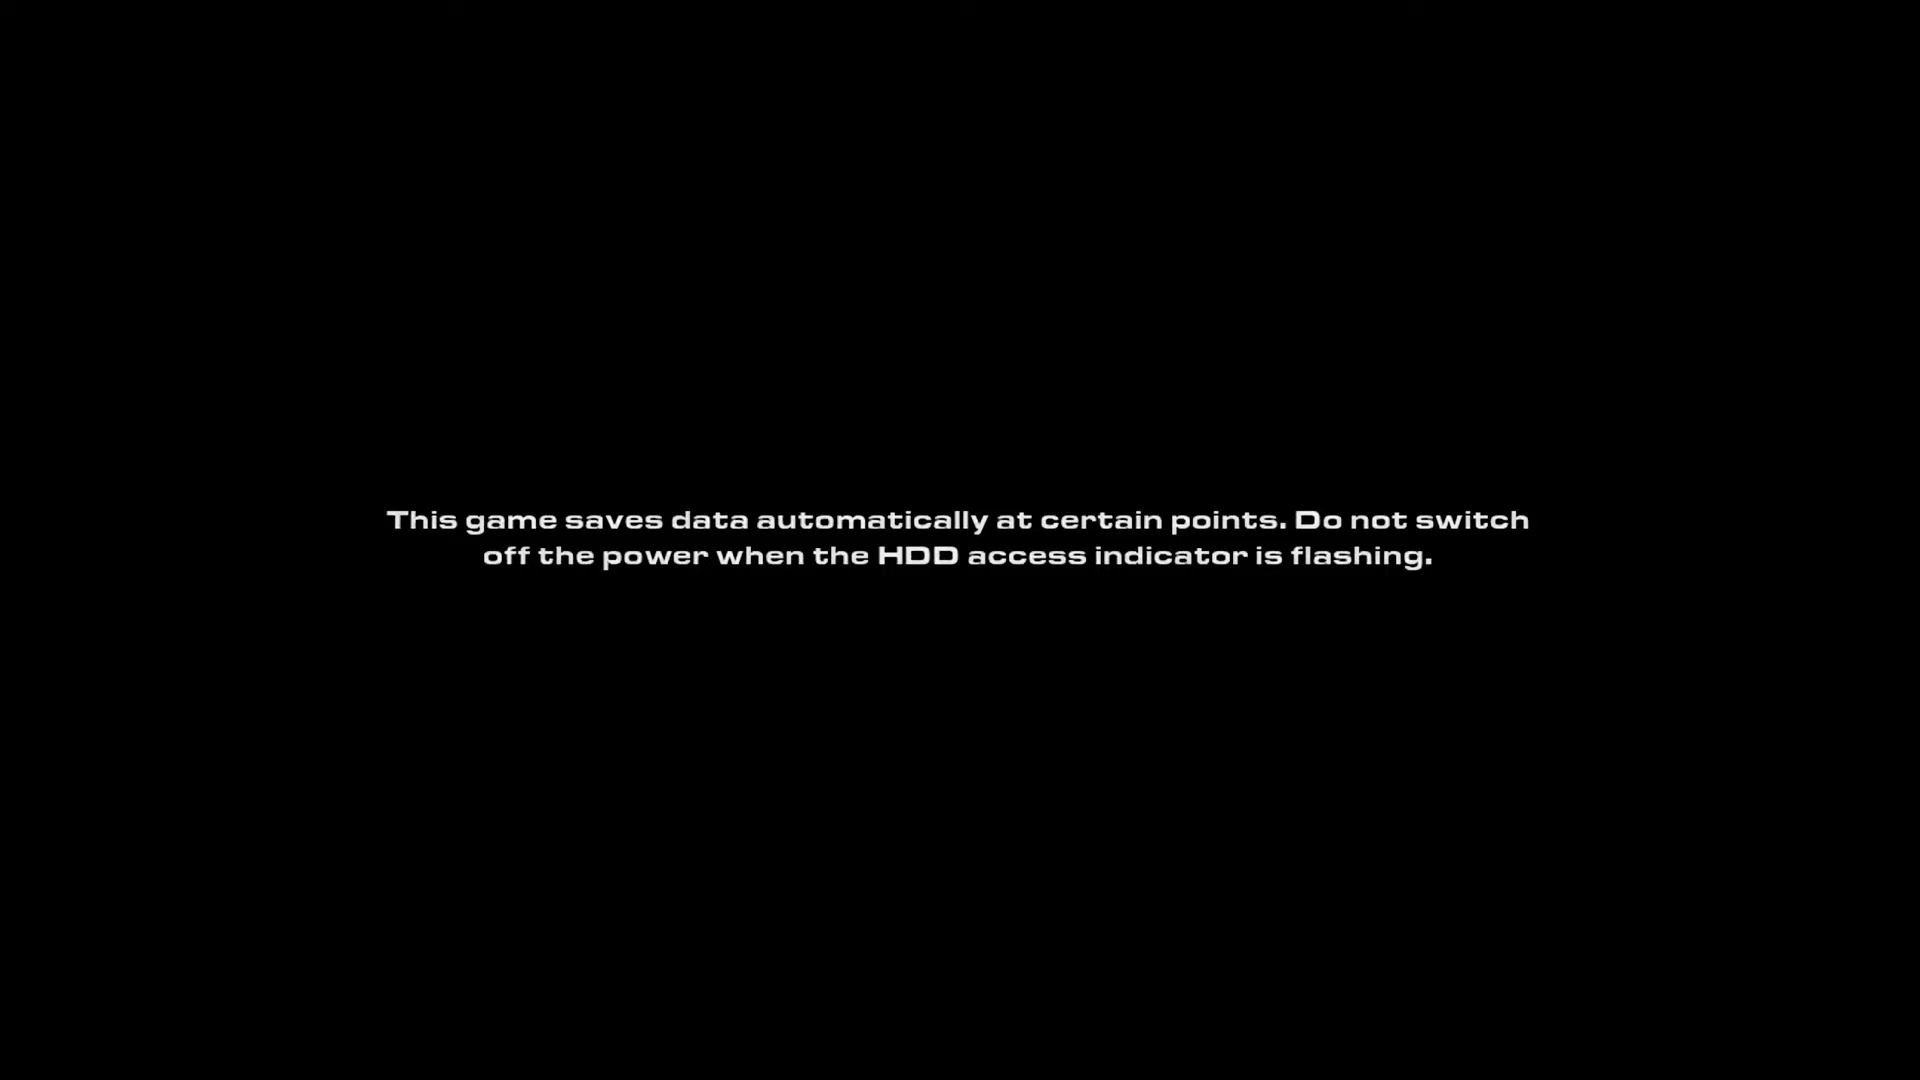 This game saves data automatically at certain points. Do not switch
off the power when the HDD access indicator is flashing.